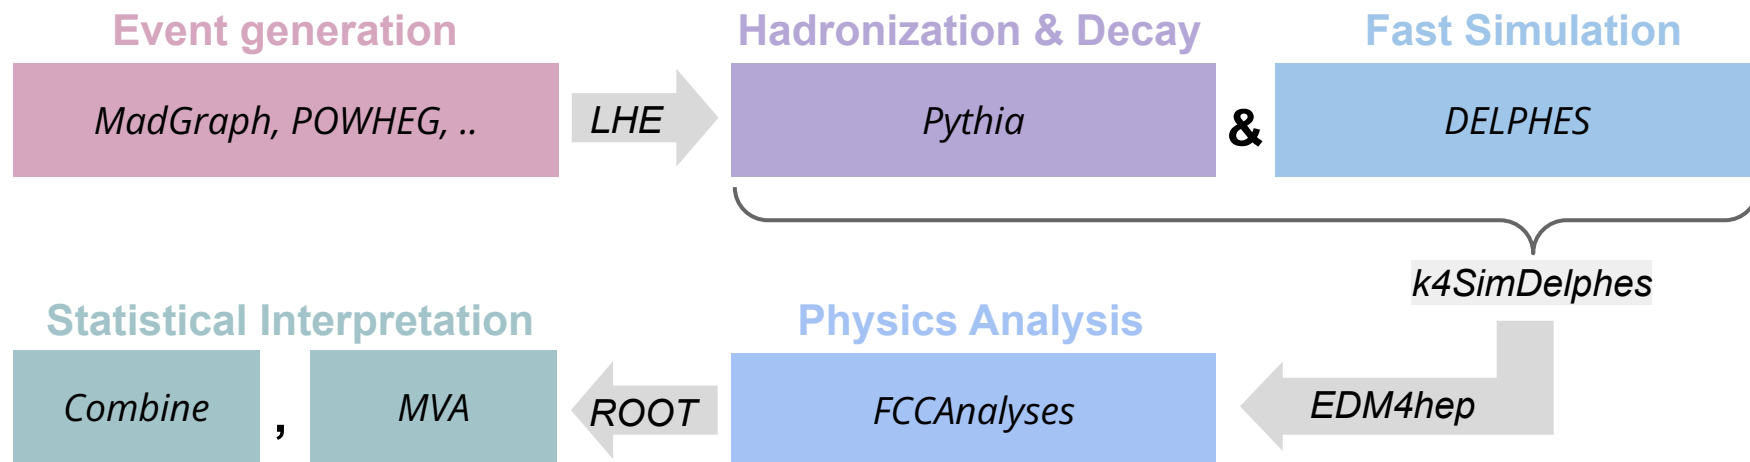 Event generation
Hadronization & Decay
Fast Simulation
MadGraph, POWHEG, ..
LHE
Pythia
&
DELPHES
k4SimDelphes
Statistical Interpretation
Physics Analysis
Combine
,
MVA
ROOT
FCCAnalyses
EDM4hep